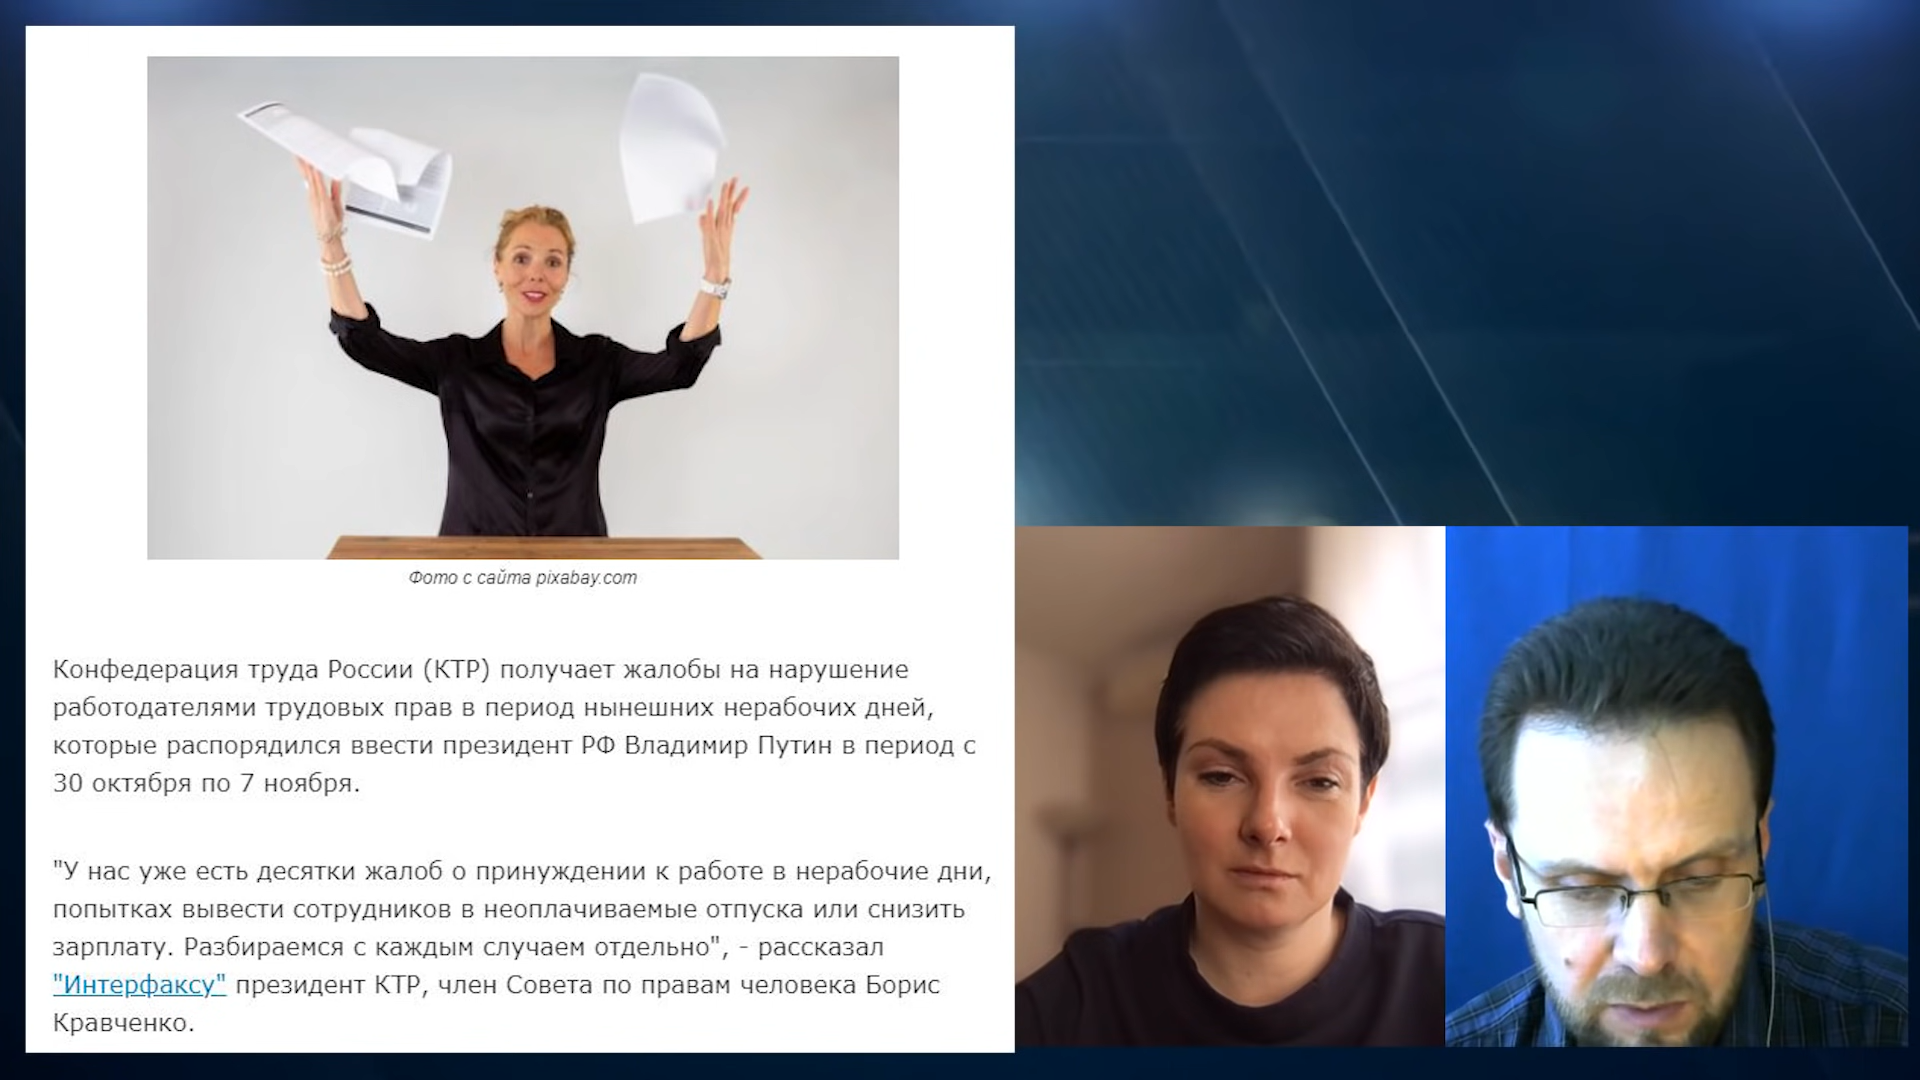 Фото с сайта pixabay.com
Конфедерация труда России (КТР) получает жалобы на нарушение
работодателями трудовых прав в период нынешних нерабочих дней,
которые распорядился ввести президент РФ Владимир Путин в период с
30 октября по 7 ноября.
"У нас уже есть десятки жалоб о принуждении к работе в нерабочие дни,
попытках вывести сотрудников в неоплачиваемые отпуска или снизить
зарплату. Разбираемся с каждым случаем отдельно", - рассказал
"Интерфаксу" президент КТР, член Совета по правам человека Борис
Кравченко.